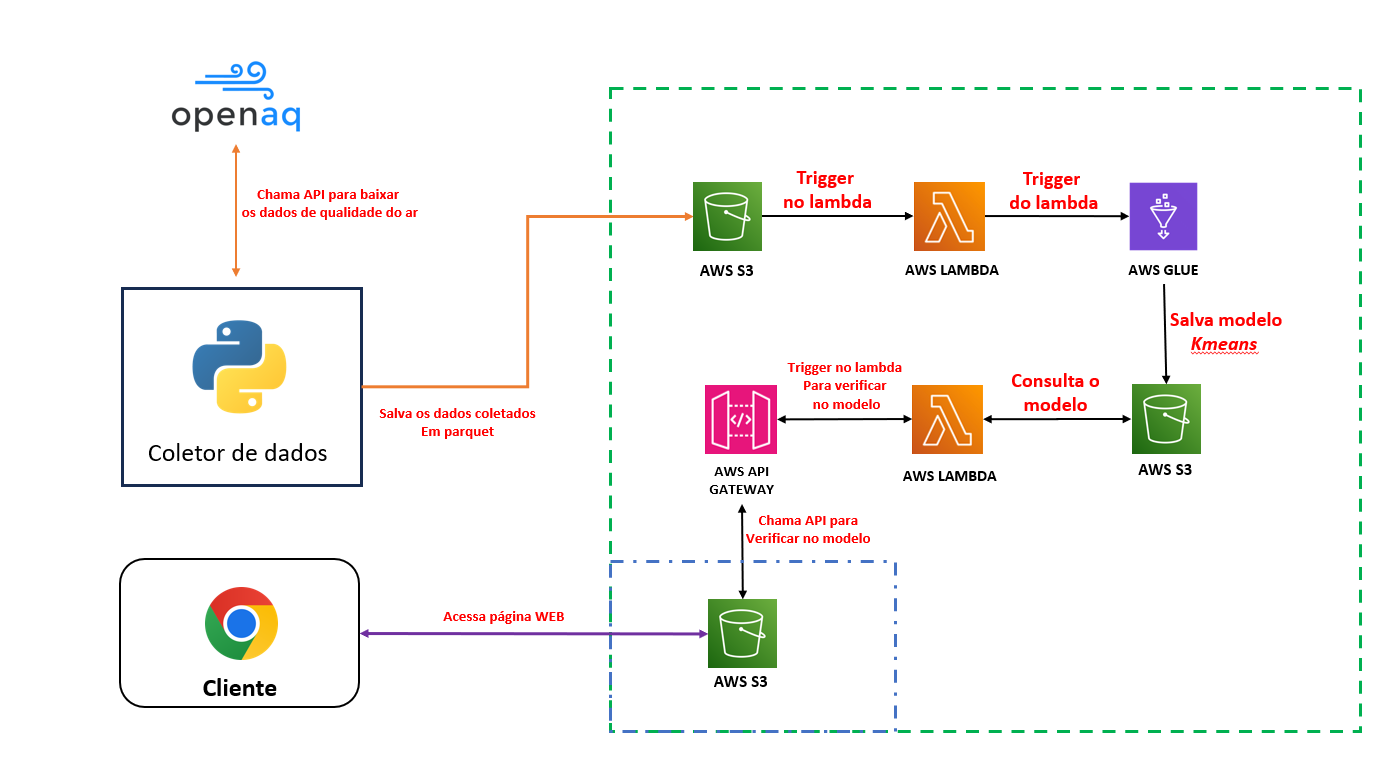 openaq
Chama API para baixar
os dados de qualidade do ar
Coletor de dados
Salva os dados coletados
Em parquet
Trigger
no lambda
Trigger
do lambda
AWS S3
AWS LAMBDA
AWS GLUE
Salva modelo
Kmeans
Trigger no lambda
Para verificar
no modelo
Consulta o
modelo
AWS API
GATEWAY
AWS LAMBDA
AWS S3
Chama API para
Verificar no modelo
Acessa página WEB
Cliente
AWS S3